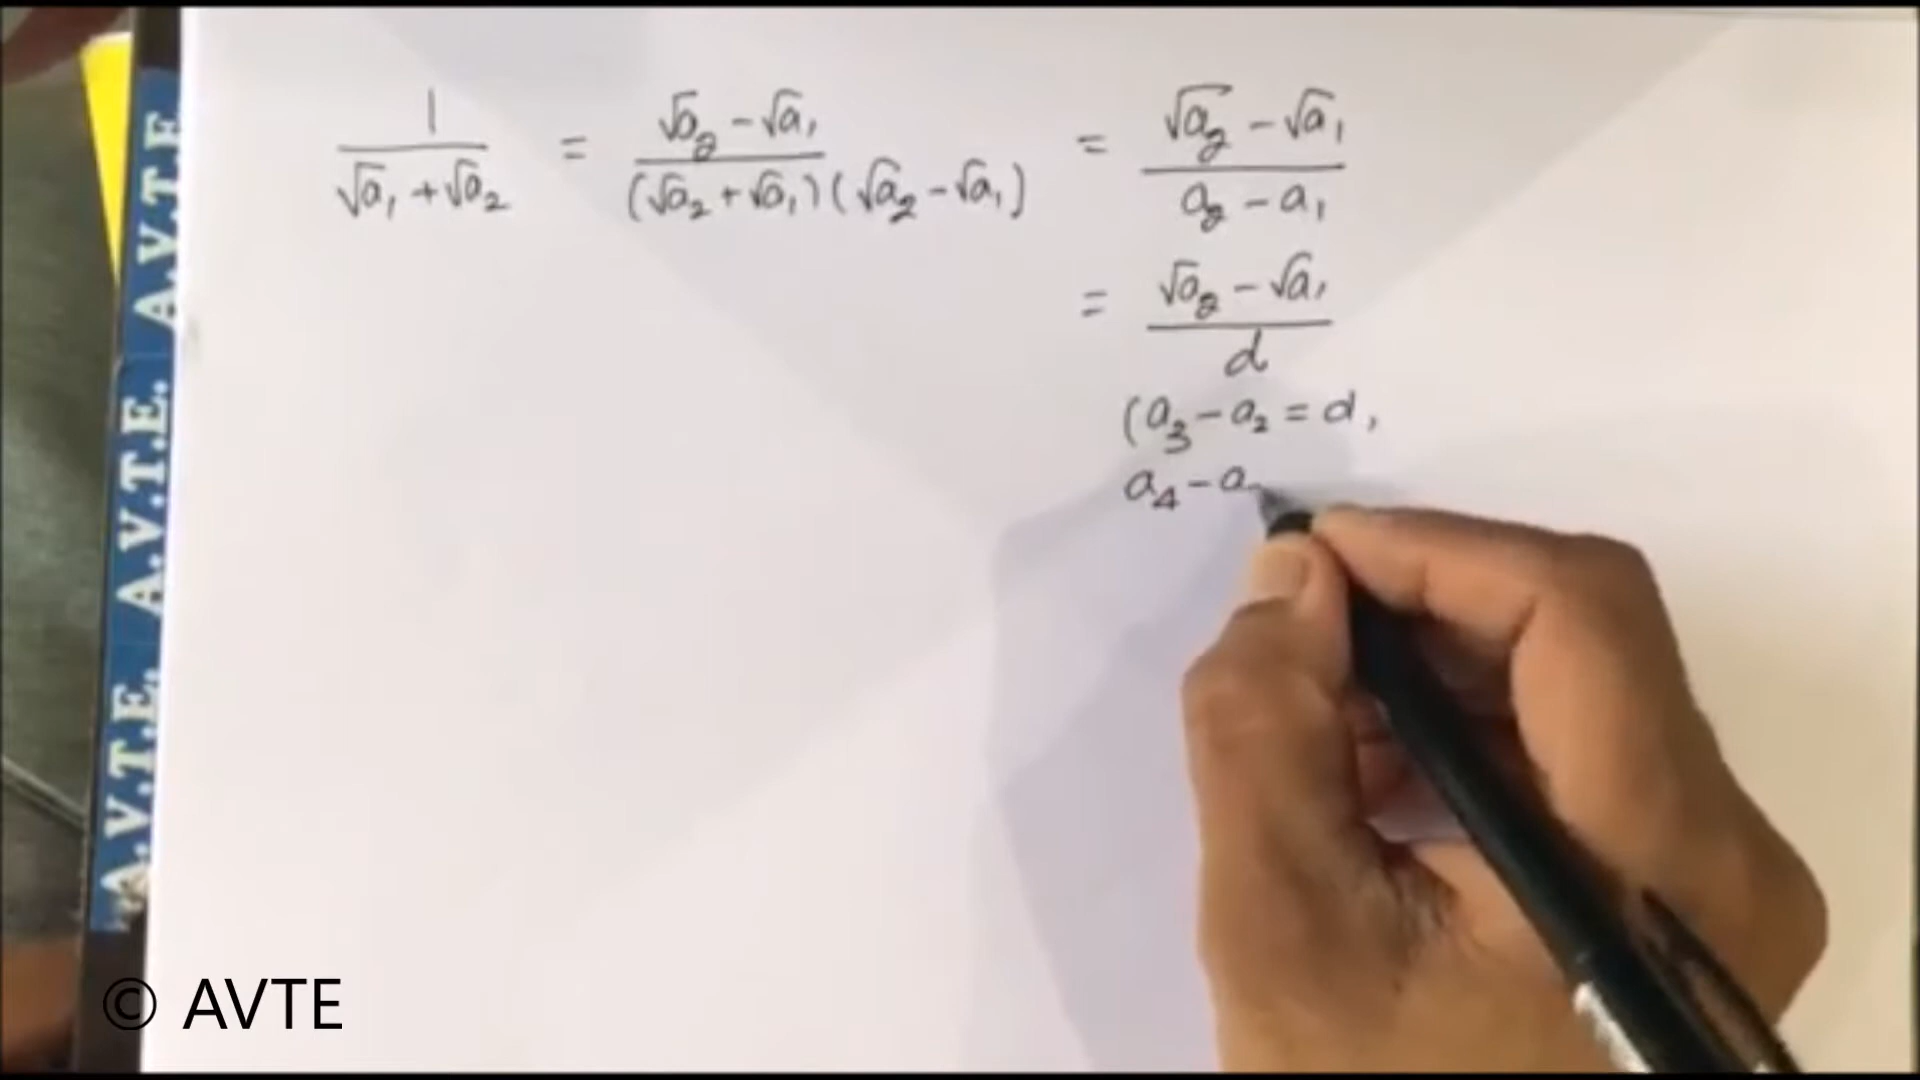 1/(√a₁ + √a₂) = (√a₂ - √a₁)/((√a₂ + √a₁)(√a₂ - √a₁)) = (√a₂ - √a₁)/(a₂ - a₁)
= (√a₂ - √a₁)/d
(a₃ - a₂ = d,
a₄ - a
A.V.T.E. A.V.T.E. A.V.T.E
© AVTE